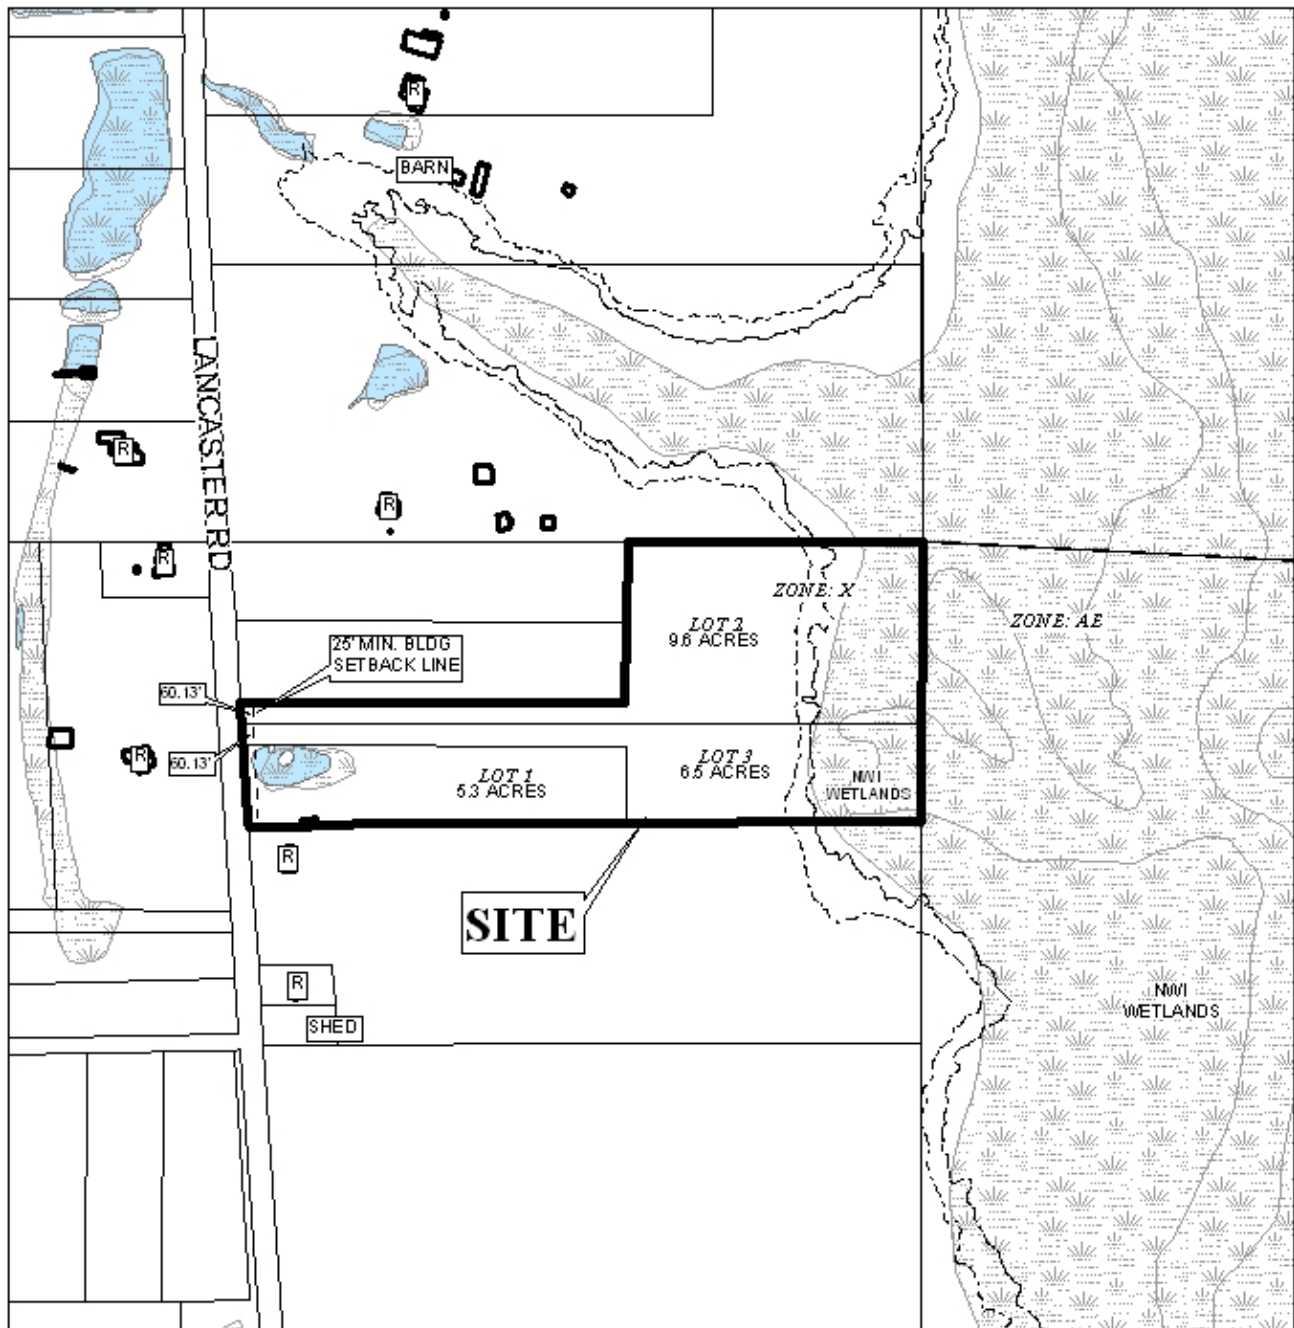 R
BARN
LANCASTER RD
R
R
R
ZONE: X
ZONE: AE
LOT 2
9.6 ACRES
25' MIN. BLDG
SETBACK LINE
60.13'
60.13'
R
LOT 1
5.3 ACRES
LOT 3
6.5 ACRES
NWI
WETLANDS
R
SITE
R
SHED
NWI
WETLANDS